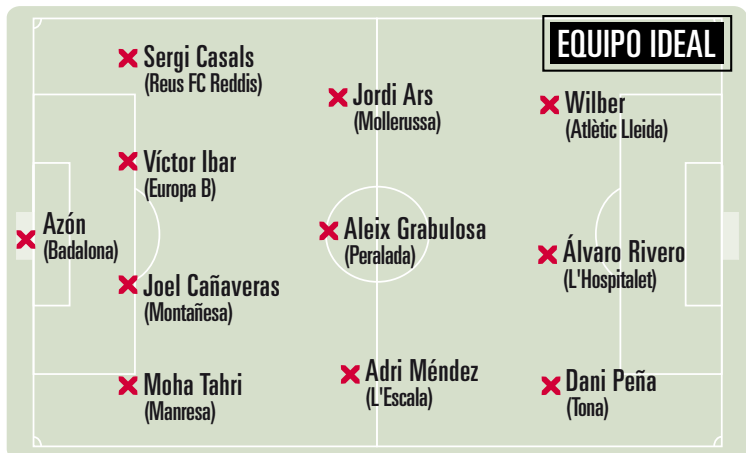 EQUIPO IDEAL
Azón
(Badalona)
Sergi Casals
(Reus FC Reddis)
Víctor Ibar
(Europa B)
Joel Cañaveras
(Montañesa)
Moha Tahri
(Manresa)
Jordi Ars
(Mollerussa)
Aleix Grabulosa
(Peralada)
Adri Méndez
(L'Escala)
Wilber
(Atlètic Lleida)
Álvaro Rivero
(L'Hospitalet)
Dani Peña
(Tona)